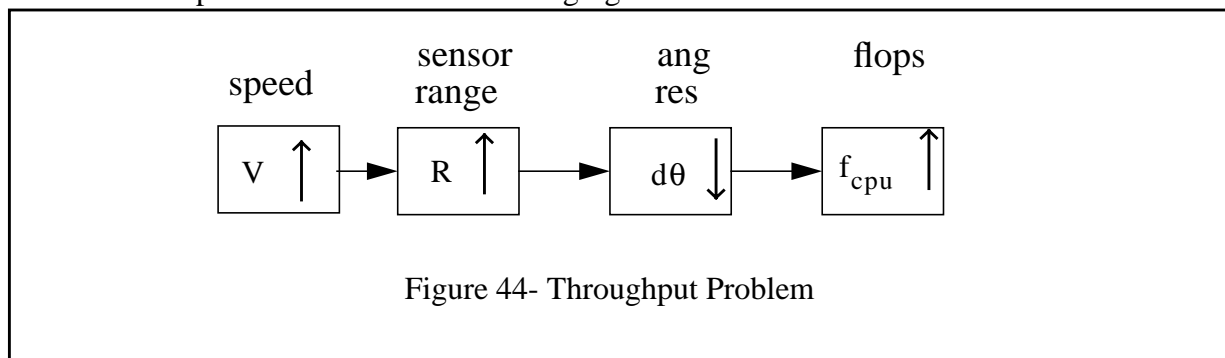 sensor
ang
flops
speed
range
res
V
R
dθ
f_cpu
Figure 44- Throughput Problem